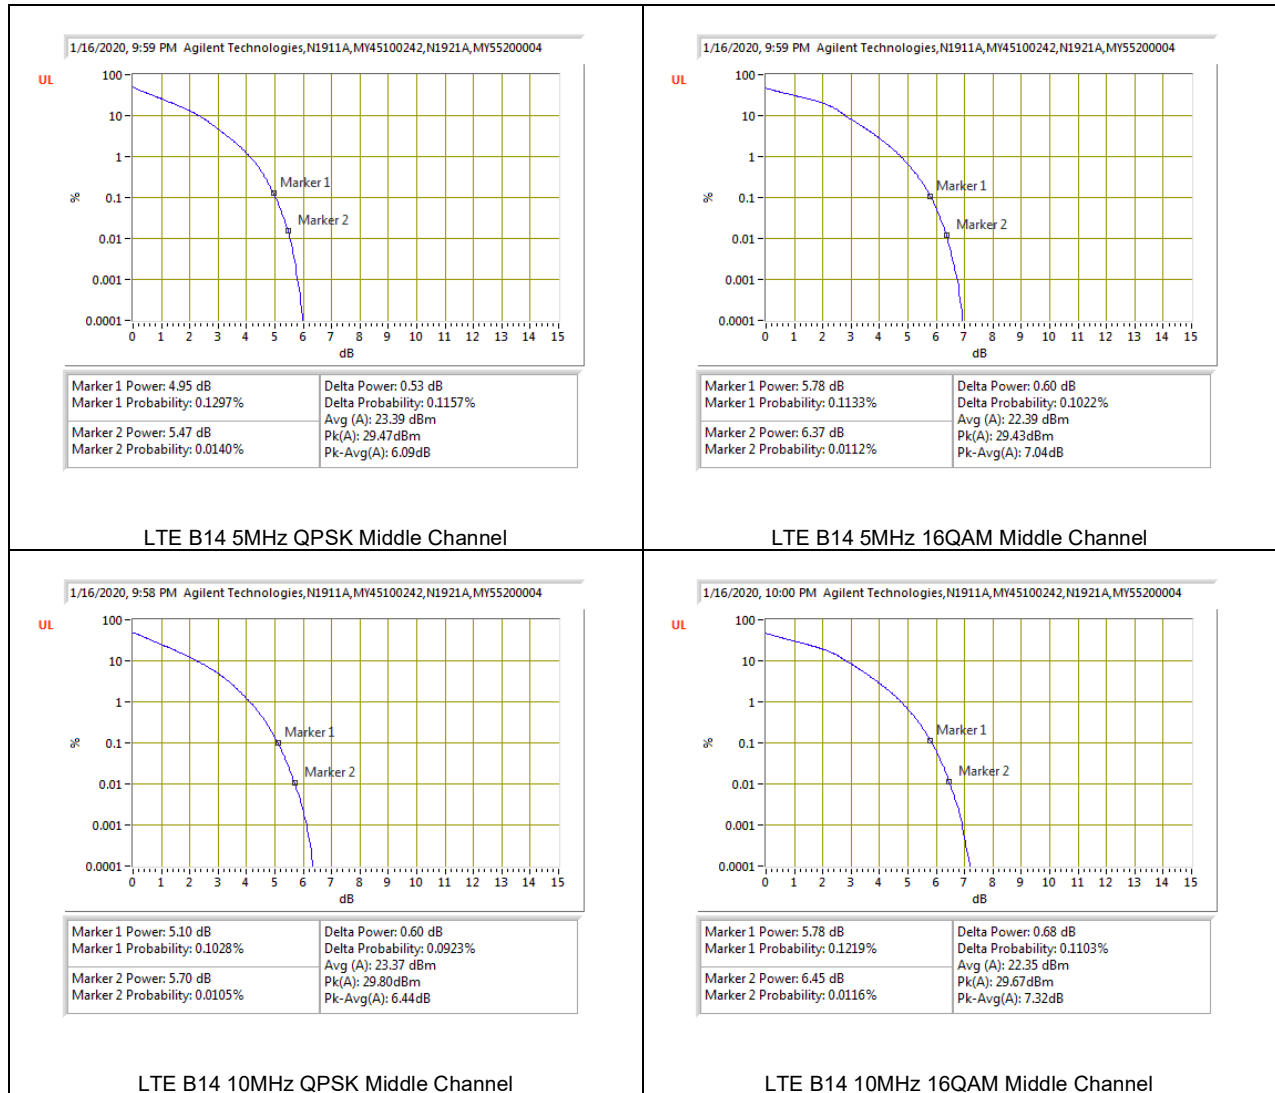 1/16/2020, 9:59 PM Agilent Technologies,N1911A,MY45100242,N1921A,MY55200004
UL
100
10
1
0.1
0.01
0.001
0.0001
%
Marker 1
Marker 2
0 1 2 3 4 5 6 7 8 9 10 11 12 13 14 15
dB
Marker 1 Power: 4.95 dB
Marker 1 Probability: 0.1297%
Marker 2 Power: 5.47 dB
Marker 2 Probability: 0.0140%
Delta Power: 0.53 dB
Delta Probability: 0.1157%
Avg (A): 23.39 dBm
Pk(A): 29.47dBm
Pk-Avg(A): 6.09dB
LTE B14 5MHz QPSK Middle Channel
1/16/2020, 9:59 PM Agilent Technologies,N1911A,MY45100242,N1921A,MY55200004
UL
100
10
1
0.1
0.01
0.001
0.0001
%
Marker 1
Marker 2
0 1 2 3 4 5 6 7 8 9 10 11 12 13 14 15
dB
Marker 1 Power: 5.78 dB
Marker 1 Probability: 0.1133%
Marker 2 Power: 6.37 dB
Marker 2 Probability: 0.0112%
Delta Power: 0.60 dB
Delta Probability: 0.1022%
Avg (A): 22.39 dBm
Pk(A): 29.43dBm
Pk-Avg(A): 7.04dB
LTE B14 5MHz 16QAM Middle Channel
1/16/2020, 9:58 PM Agilent Technologies,N1911A,MY45100242,N1921A,MY55200004
UL
100
10
1
0.1
0.01
0.001
0.0001
%
Marker 1
Marker 2
0 1 2 3 4 5 6 7 8 9 10 11 12 13 14 15
dB
Marker 1 Power: 5.10 dB
Marker 1 Probability: 0.1028%
Marker 2 Power: 5.70 dB
Marker 2 Probability: 0.0105%
Delta Power: 0.60 dB
Delta Probability: 0.0923%
Avg (A): 23.37 dBm
Pk(A): 29.80dBm
Pk-Avg(A): 6.44dB
LTE B14 10MHz QPSK Middle Channel
1/16/2020, 10:00 PM Agilent Technologies,N1911A,MY45100242,N1921A,MY55200004
UL
100
10
1
0.1
0.01
0.001
0.0001
%
Marker 1
Marker 2
0 1 2 3 4 5 6 7 8 9 10 11 12 13 14 15
dB
Marker 1 Power: 5.78 dB
Marker 1 Probability: 0.1219%
Marker 2 Power: 6.45 dB
Marker 2 Probability: 0.0116%
Delta Power: 0.68 dB
Delta Probability: 0.1103%
Avg (A): 22.35 dBm
Pk(A): 29.67dBm
Pk-Avg(A): 7.32dB
LTE B14 10MHz 16QAM Middle Channel